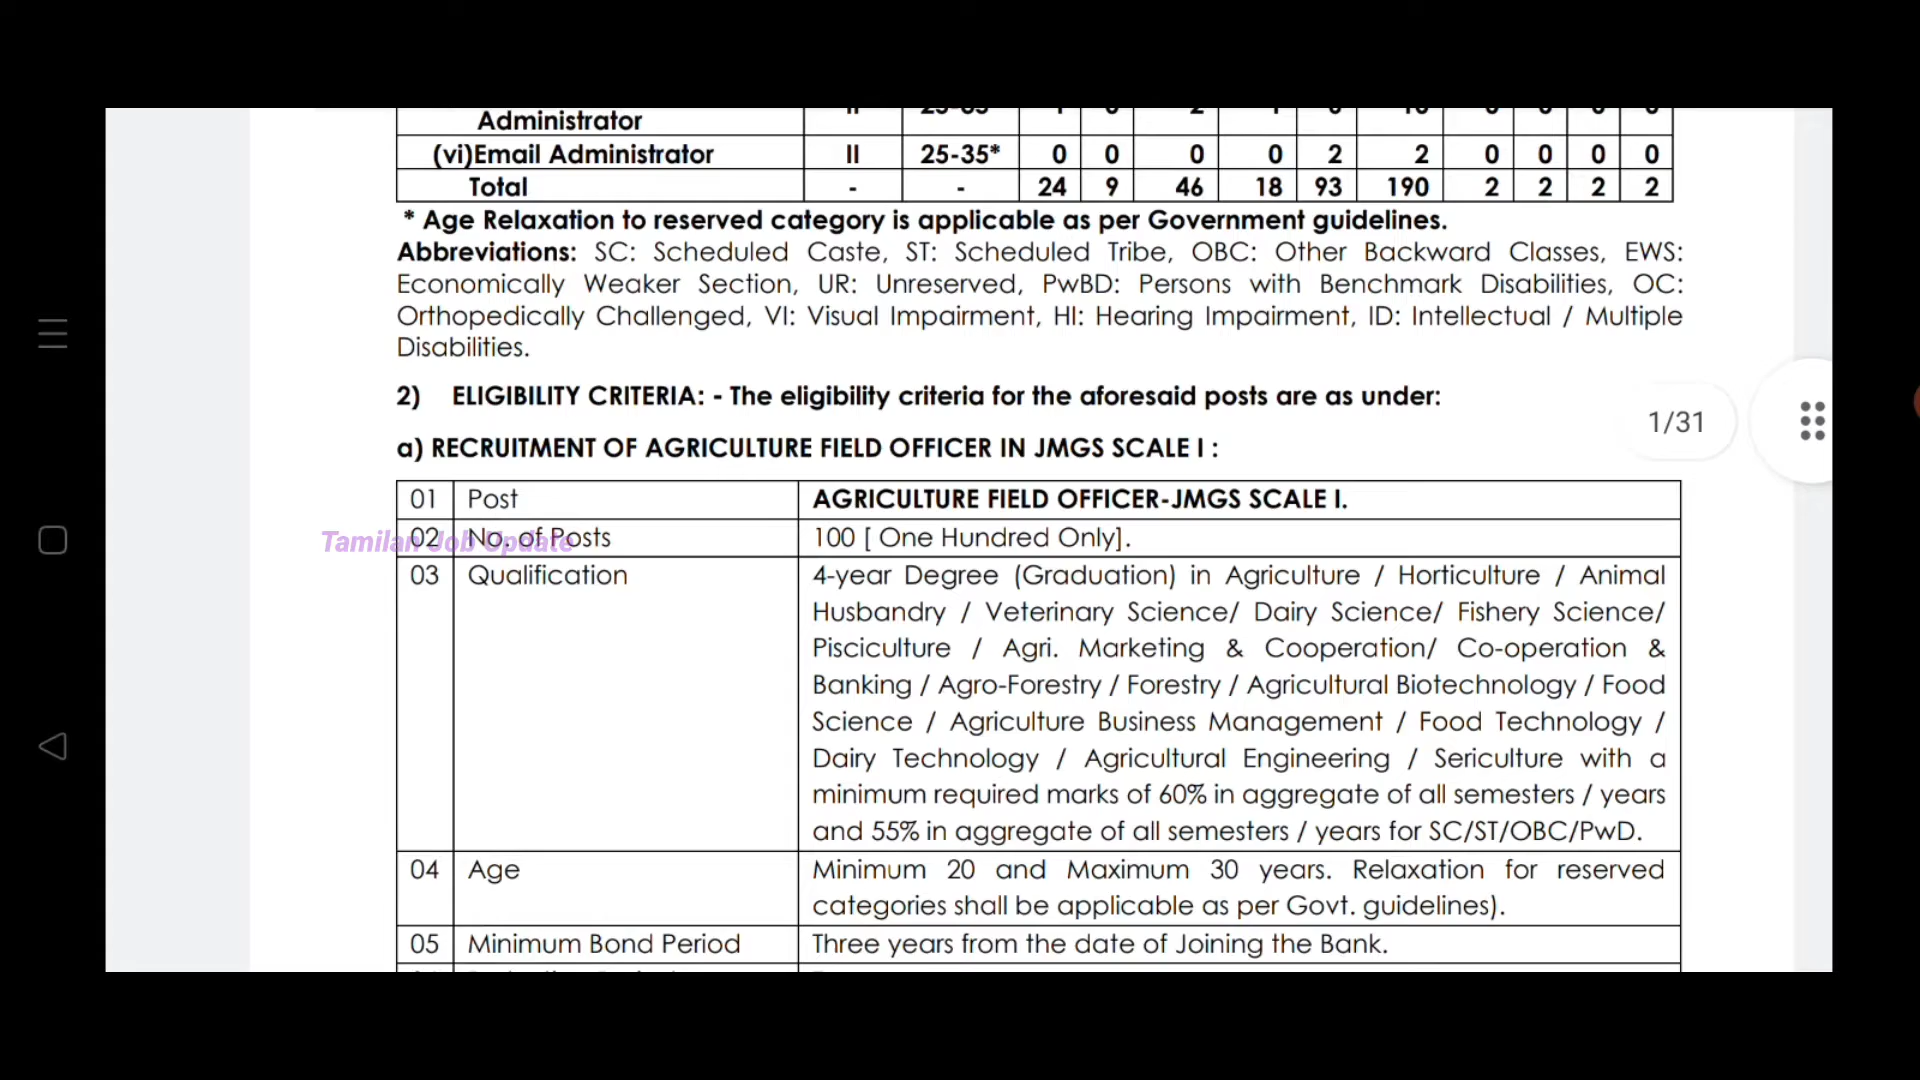 Administrator
(vi)Email Administrator II 25-35* 0 0 0 0 2 2 0 0 0 0
Total - - 24 9 46 18 93 190 2 2 2 2
* Age Relaxation to reserved category is applicable as per Government guidelines.
Abbreviations: SC: Scheduled Caste, ST: Scheduled Tribe, OBC: Other Backward Classes, EWS:
Economically Weaker Section, UR: Unreserved, PwBD: Persons with Benchmark Disabilities, OC:
Orthopedically Challenged, VI: Visual Impairment, HI: Hearing Impairment, ID: Intellectual / Multiple
Disabilities.
2) ELIGIBILITY CRITERIA: - The eligibility criteria for the aforesaid posts are as under:
1/31
a) RECRUITMENT OF AGRICULTURE FIELD OFFICER IN JMGS SCALE I :
01 Post AGRICULTURE FIELD OFFICER-JMGS SCALE I.
02 No. of Posts 100 [ One Hundred Only].
Tamilan Job Update
03 Qualification 4-year Degree (Graduation) in Agriculture / Horticulture / Animal
Husbandry / Veterinary Science/ Dairy Science/ Fishery Science/
Pisciculture / Agri. Marketing & Cooperation/ Co-operation &
Banking / Agro-Forestry / Forestry / Agricultural Biotechnology / Food
Science / Agriculture Business Management / Food Technology /
Dairy Technology / Agricultural Engineering / Sericulture with a
minimum required marks of 60% in aggregate of all semesters / years
and 55% in aggregate of all semesters / years for SC/ST/OBC/PwD.
04 Age Minimum 20 and Maximum 30 years. Relaxation for reserved
categories shall be applicable as per Govt. guidelines).
05 Minimum Bond Period Three years from the date of Joining the Bank.